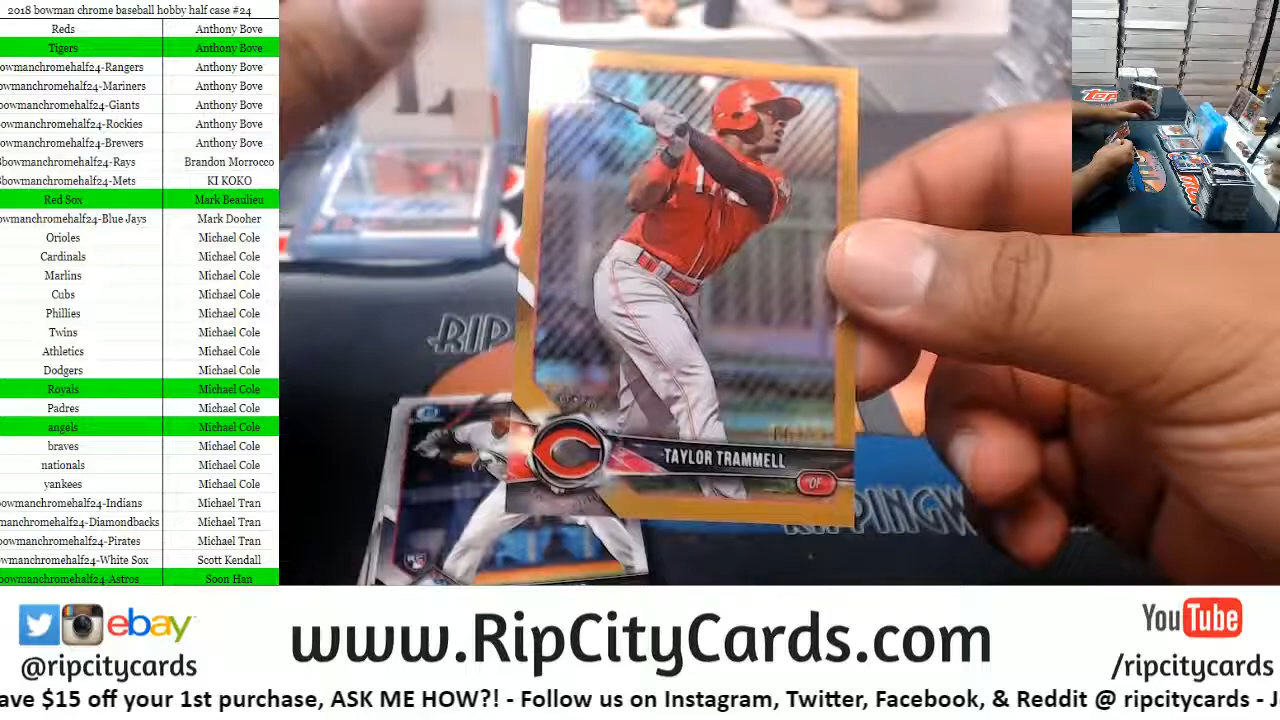 2018 bowman chrome baseball hobby half case #24
Reds Anthony Bove
Tigers Anthony Bove
owmanchromehalf24-Rangers Anthony Bove
owmanchromehalf24-Mariners Anthony Bove
bowmanchromehalf24-Giants Anthony Bove
owmanchromehalf24-Rockies Anthony Bove
owmanchromehalf24-Brewers Anthony Bove
bowmanchromehalf24-Rays Brandon Morrocco
bowmanchromehalf24-Mets KI KOKO
Red Sox Mark Beaulieu
owmanchromehalf24-Blue Jays Mark Dooher
Orioles Michael Cole
Cardinals Michael Cole
Marlins Michael Cole
Cubs Michael Cole
Phillies Michael Cole
Twins Michael Cole
Athletics Michael Cole
Dodgers Michael Cole
Royals Michael Cole
Padres Michael Cole
angels Michael Cole
braves Michael Cole
nationals Michael Cole
yankees Michael Cole
owmanchromehalf24-Indians Michael Tran
manchromehalf24-Diamondbacks Michael Tran
owmanchromehalf24-Pirates Michael Tran
owmanchromehalf24-White Sox Scott Kendall
bowmanchromehalf24-Astros Soon Han
RIP
TAYLOR TRAMMELL
OF
C
ebay
@ripcitycards
www.RipCityCards.com
YouTube
/ripcitycards
ave $15 off your 1st purchase, ASK ME HOW?! - Follow us on Instagram, Twitter, Facebook, & Reddit @ ripcitycards - J